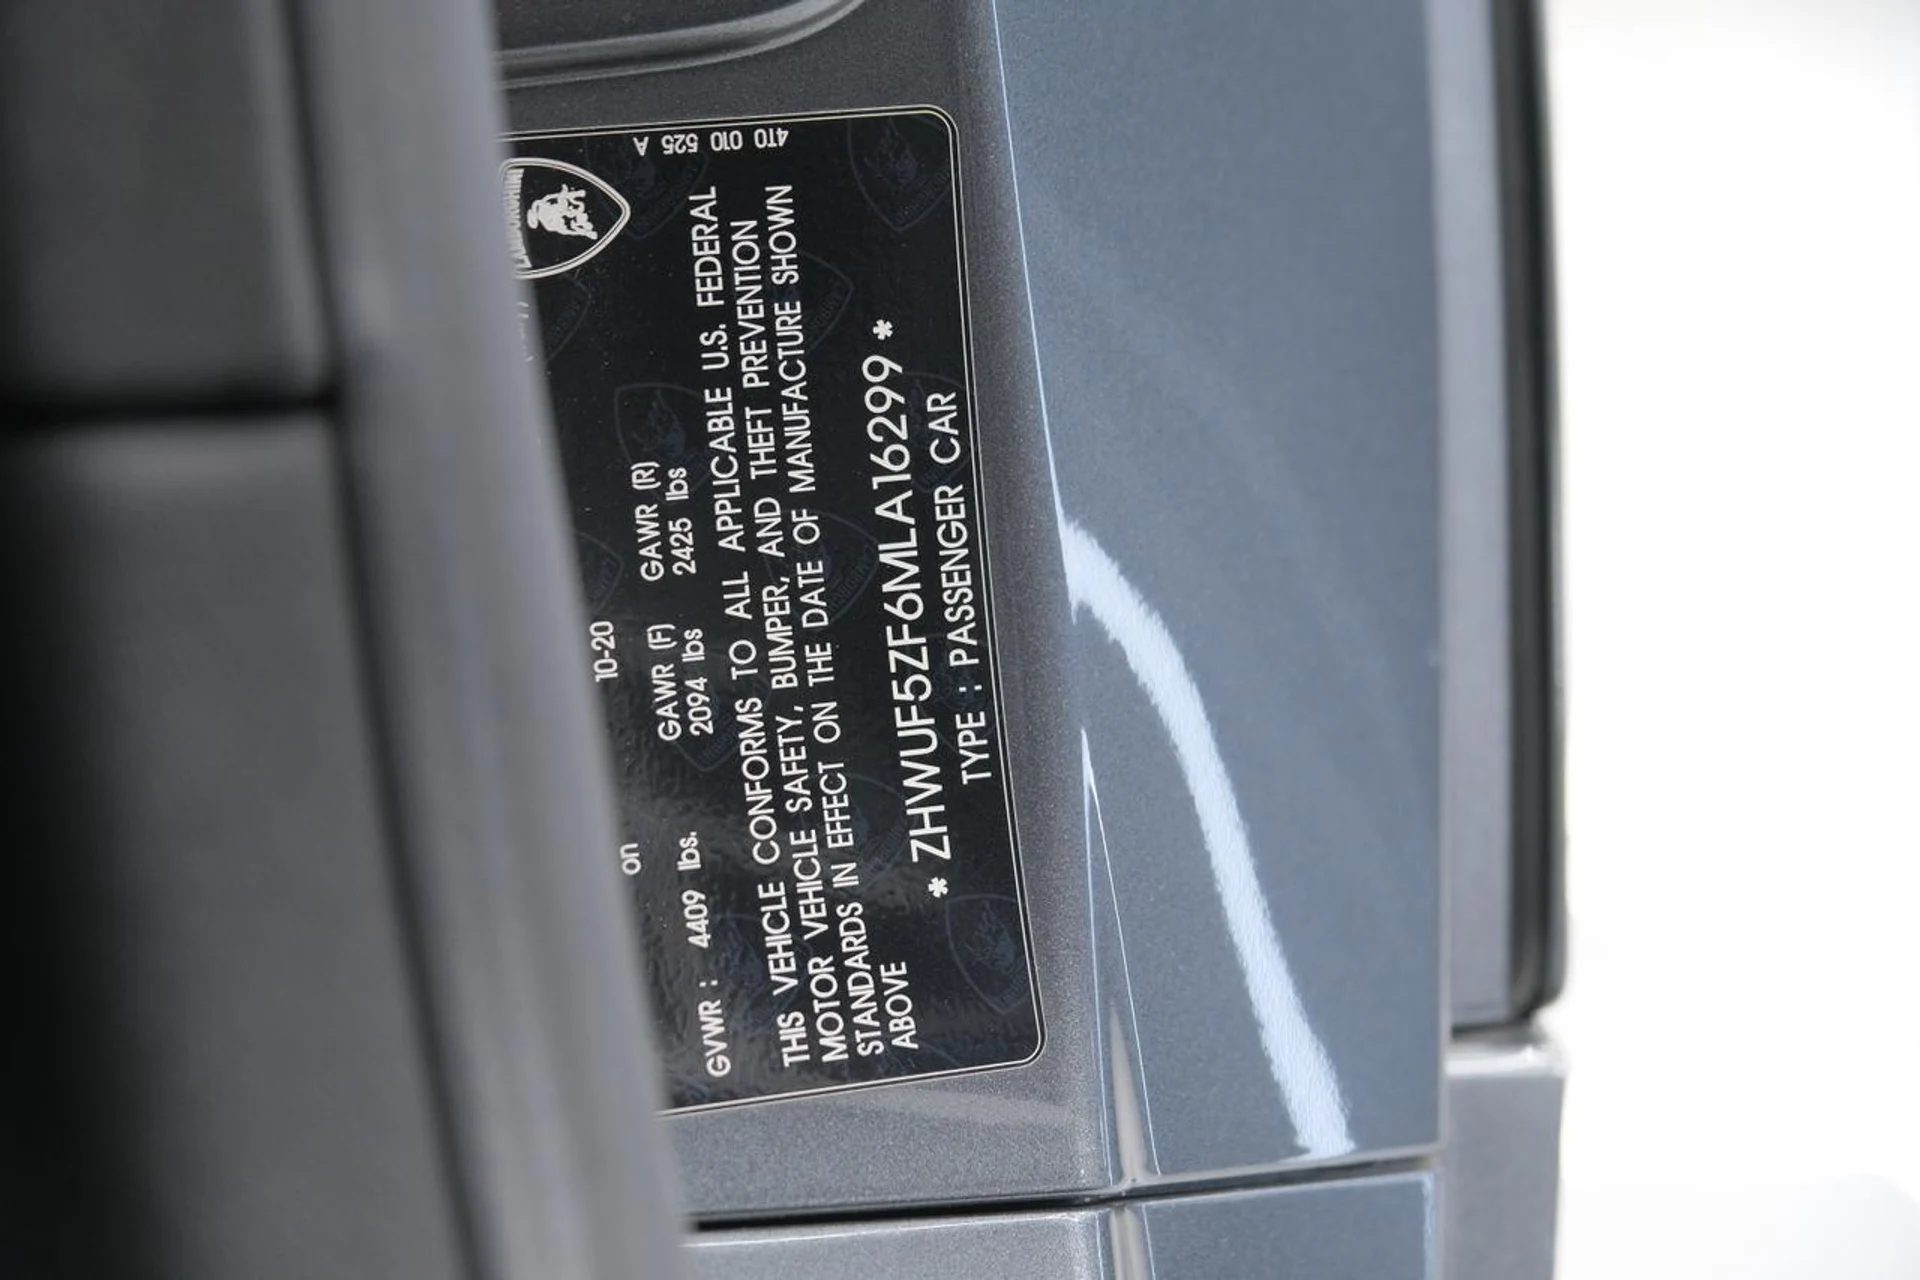 4T0 010 525 A
LAMBORGHINI
on 10-20
GVWR : 4409 lbs. GAWR (F) GAWR (R)
2094 lbs 2425 lbs
THIS VEHICLE CONFORMS TO ALL APPLICABLE U.S. FEDERAL
MOTOR VEHICLE SAFETY, BUMPER, AND THEFT PREVENTION
STANDARDS IN EFFECT ON THE DATE OF MANUFACTURE SHOWN
ABOVE
* ZHWUF5ZF6MLA16299 *
TYPE : PASSENGER CAR